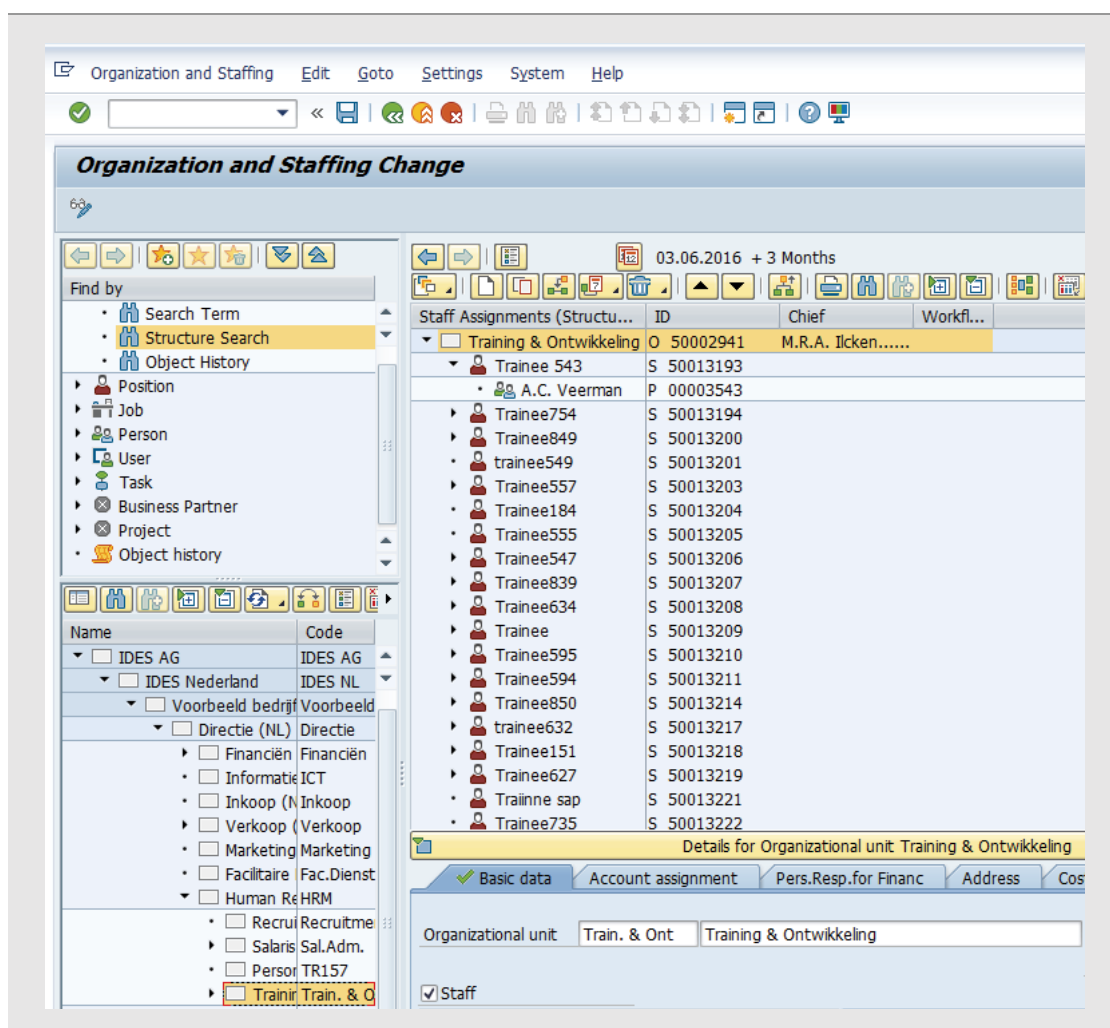 Organization and Staffing Edit Goto Settings System Help
Organization and Staffing Change
03.06.2016 + 3 Months
Find by
Search Term
Structure Search
Object History
Position
Job
Person
User
Task
Business Partner
Project
Object history
Staff Assignments (Structu... ID Chief Workfl...
Training & Ontwikkeling O 50002941 M.R.A. Ilcken......
Trainee 543 S 50013193
A.C. Veerman P 00003543
Trainee754 S 50013194
Trainee849 S 50013200
trainee549 S 50013201
Trainee557 S 50013203
Trainee184 S 50013204
Trainee555 S 50013205
Trainee547 S 50013206
Trainee839 S 50013207
Trainee634 S 50013208
Trainee S 50013209
Trainee595 S 50013210
Trainee594 S 50013211
Trainee850 S 50013214
trainee632 S 50013217
Trainee151 S 50013218
Trainee627 S 50013219
Traiinne sap S 50013221
Trainee735 S 50013222
Name Code
IDES AG IDES AG
IDES Nederland IDES NL
Voorbeeld bedrijf Voorbeeld
Directie (NL) Directie
Financiën Financiën
Informatie ICT
Inkoop (N Inkoop
Verkoop ( Verkoop
Marketing Marketing
Facilitaire Fac.Dienst
Human Re HRM
Recrui Recruitme
Salaris Sal.Adm.
Person TR157
Trainin Train. & O
Details for Organizational unit Training & Ontwikkeling
Basic data Account assignment Pers.Resp.for Financ Address Cos
Organizational unit Train. & Ont Training & Ontwikkeling
Staff